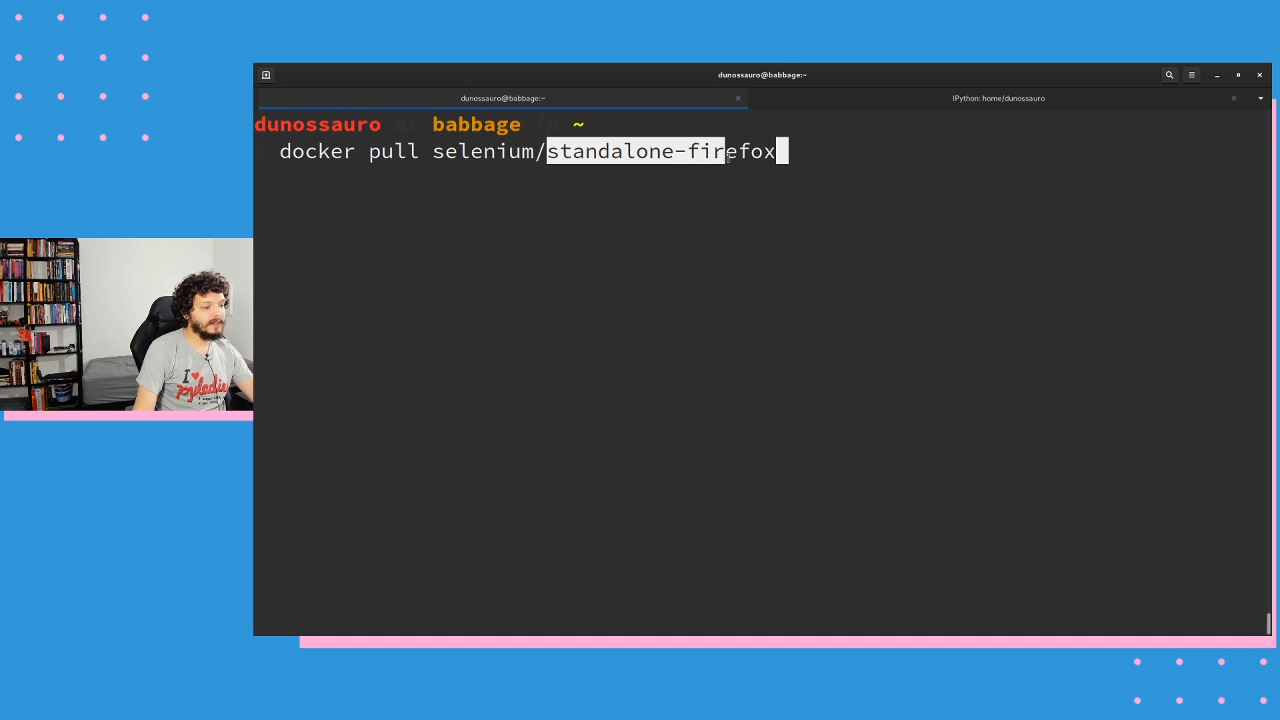 dunossauro@babbage:~
dunossauro@babbage:~
IPython: home/dunossauro
dunossauro at babbage in ~
$ docker pull selenium/standalone-firefox
I ♥